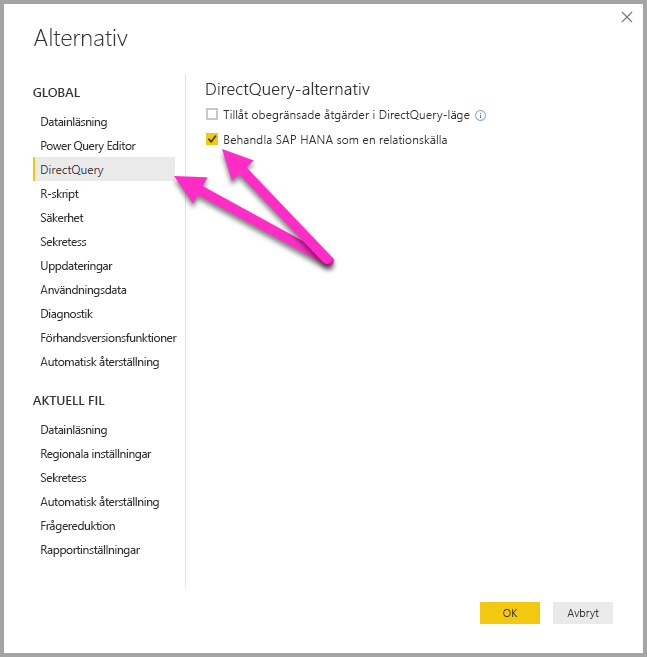 Alternativ
GLOBAL
Datainläsning
Power Query Editor
DirectQuery
R-skript
Säkerhet
Sekretess
Uppdateringar
Användningsdata
Diagnostik
Förhandsversionsfunktioner
Automatisk återställning
AKTUELL FIL
Datainläsning
Regionala inställningar
Sekretess
Automatisk återställning
Frågereduktion
Rapportinställningar
DirectQuery-alternativ
Tillåt obegränsade åtgärder i DirectQuery-läge
Behandla SAP HANA som en relationskälla
OK
Avbryt